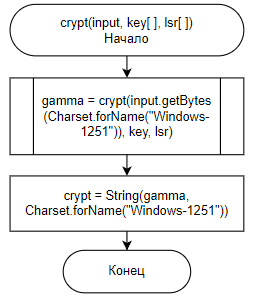 crypt(input, key[ ], lsr[ ])
Начало
gamma = crypt(input.getBytes
(Charset.forName("Windows-
1251")), key, lsr)
crypt = String(gamma,
Charset.forName("Windows-1251"))
Конец